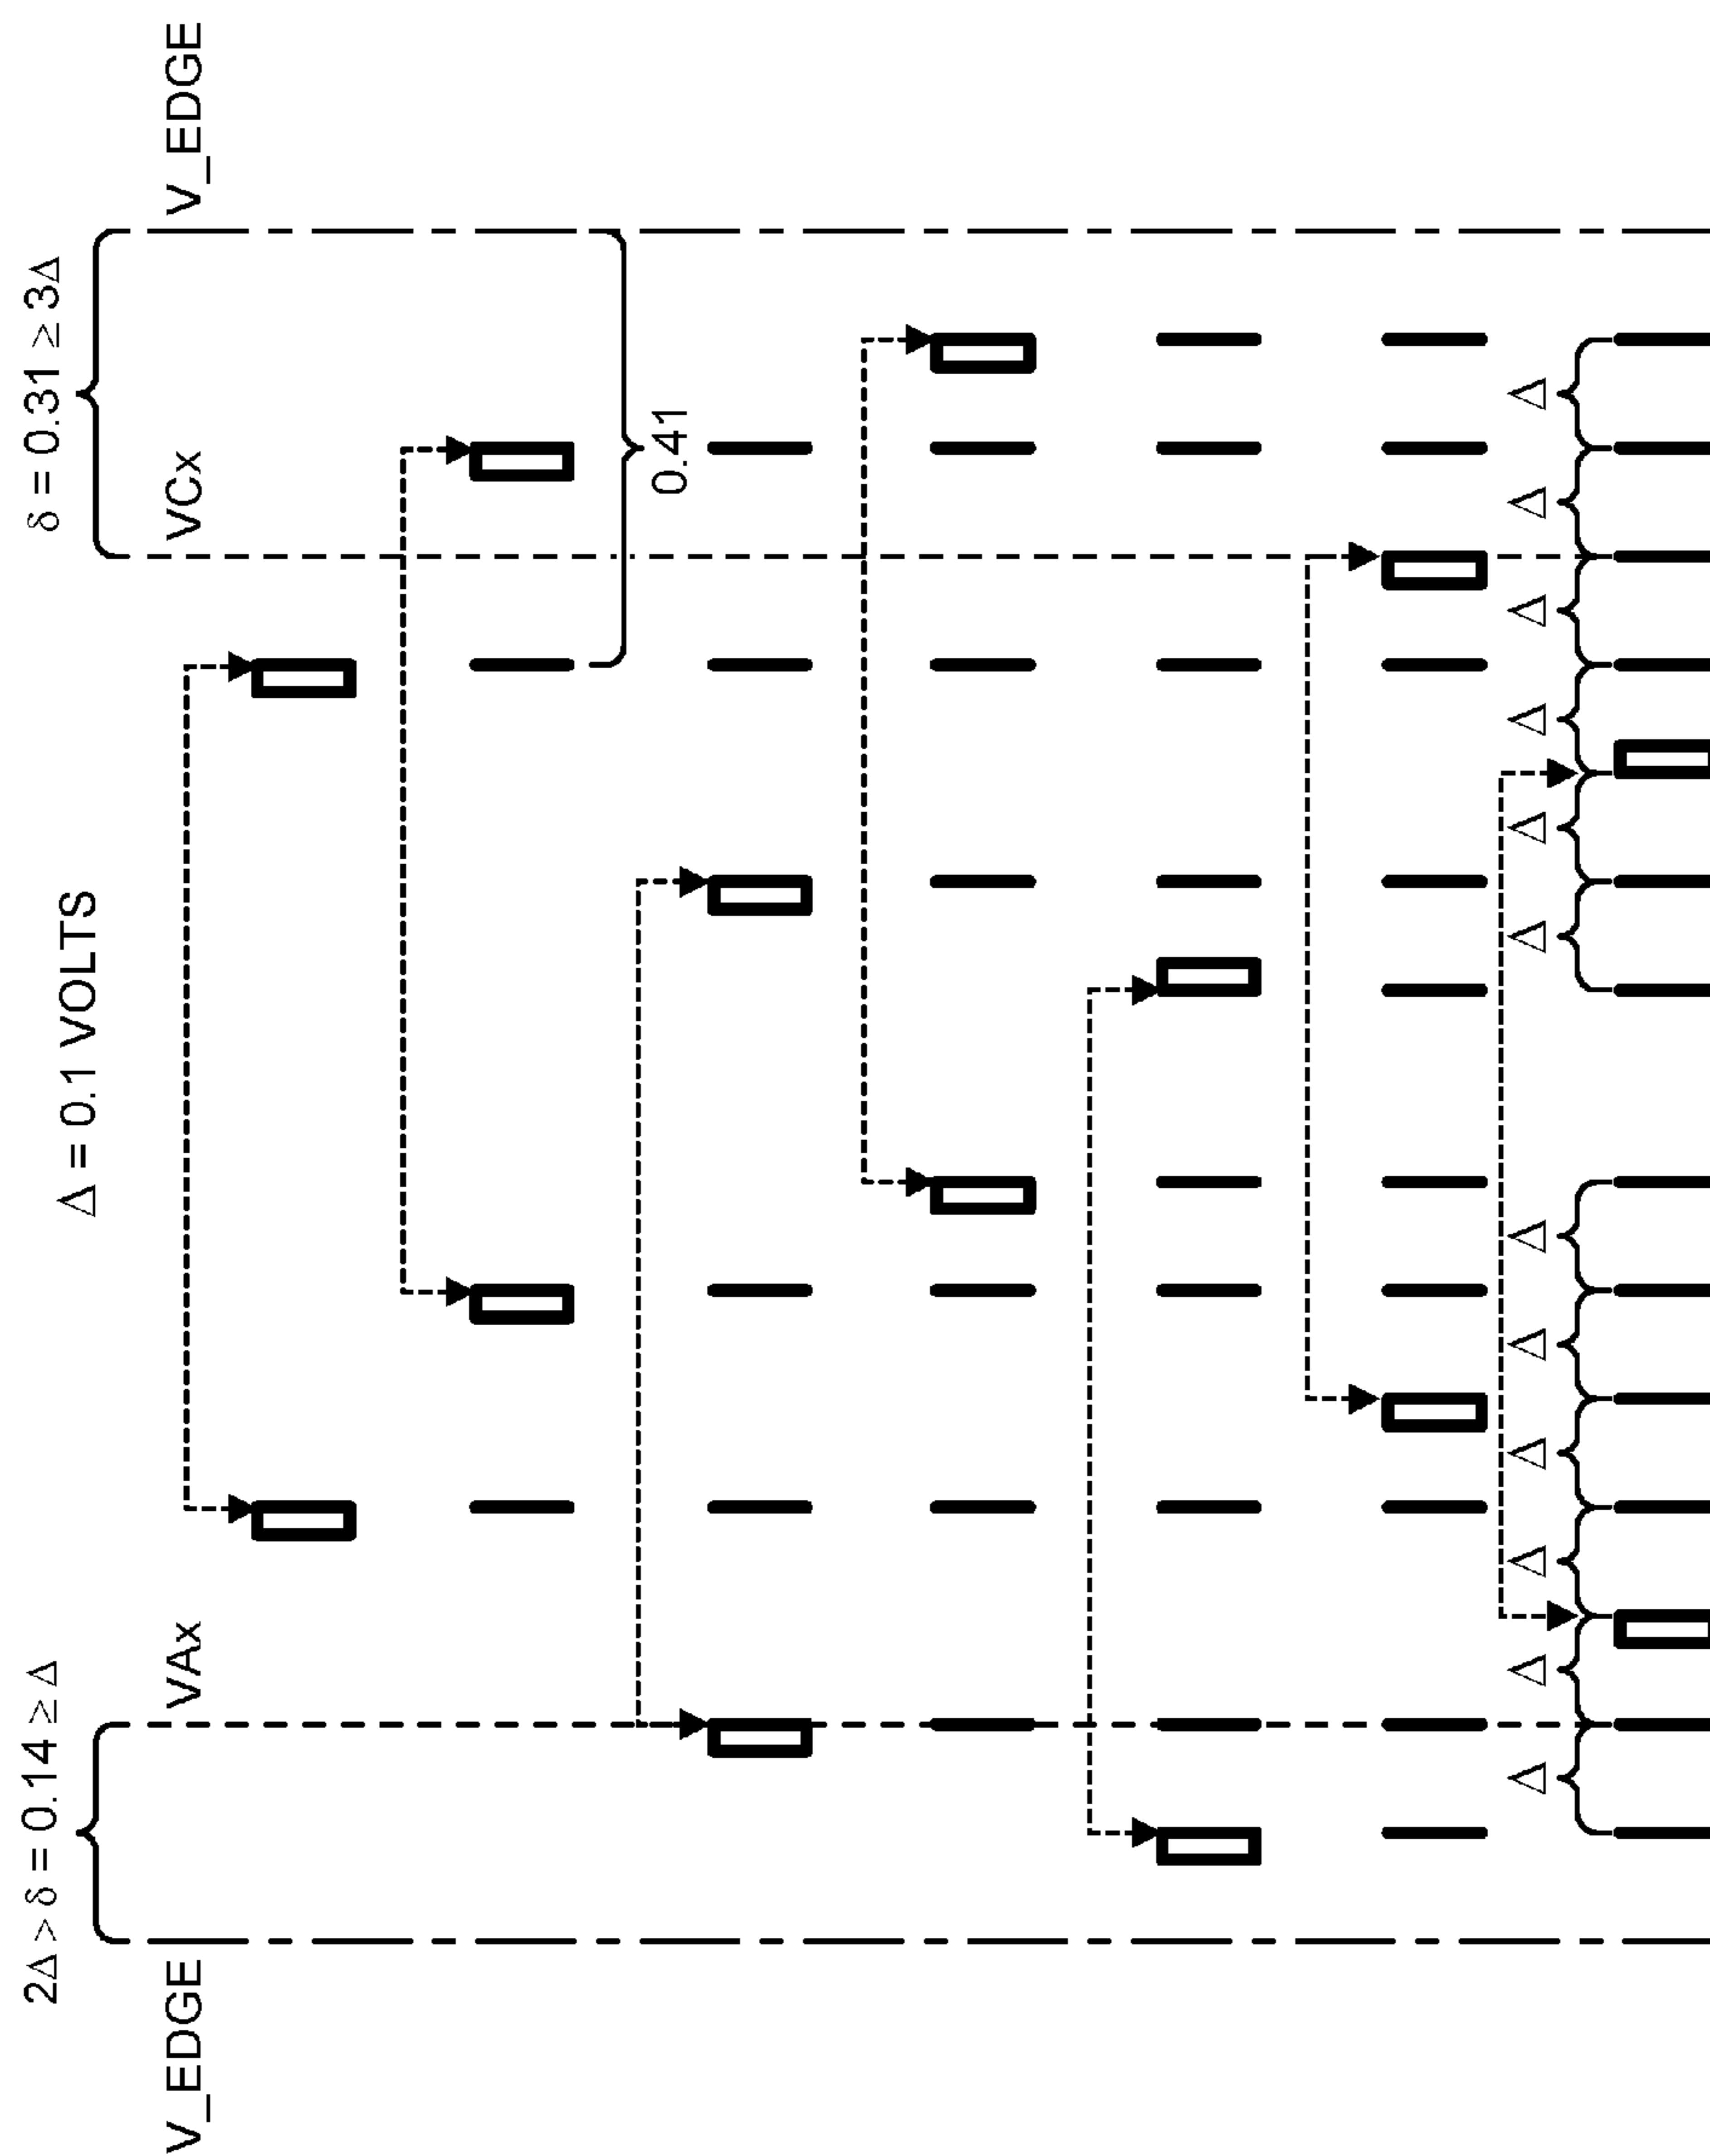 2Δ > δ = 0.14 ≥ Δ
Δ = 0.1 VOLTS
δ = 0.31 ≥ 3Δ
V_EDGE
VAx
VCx
V_EDGE
0.41
Δ
Δ
Δ
Δ
Δ
Δ
Δ
Δ
Δ
Δ
Δ
Δ